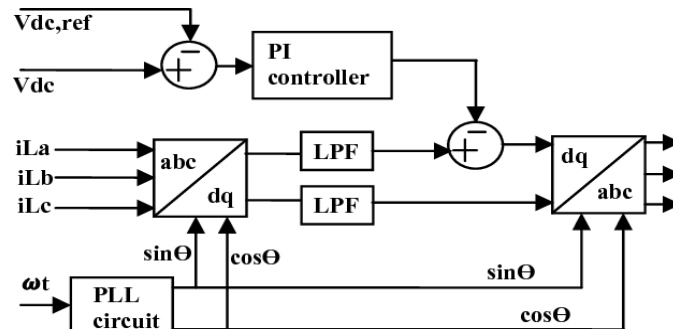 Vdc,ref
Vdc
−
+
PI
controller
−
+
iLa
iLb
iLc
abc
dq
LPF
LPF
dq
abc
sinΘ
cosΘ
sinΘ
cosΘ
ωt
PLL
circuit